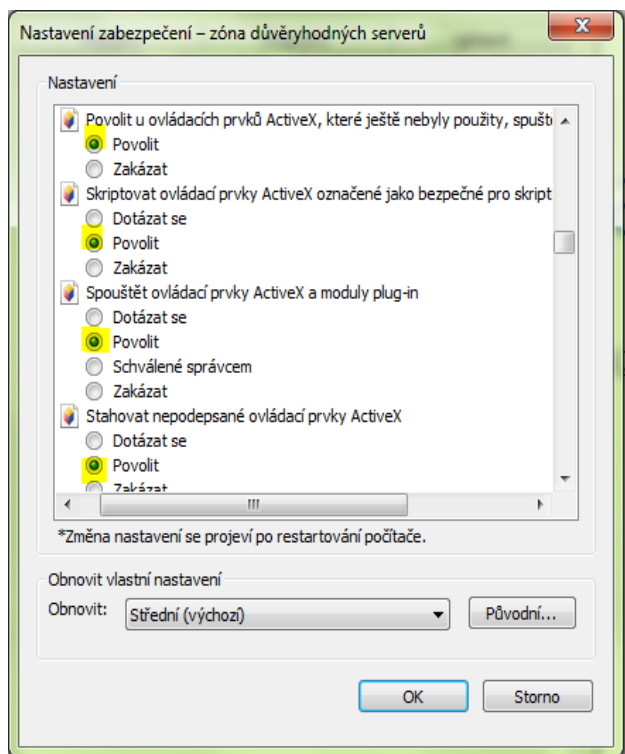 Nastavení zabezpečení – zóna důvěryhodných serverů
Nastavení
Povolit u ovládacích prvků ActiveX, které ještě nebyly použity, spuště
Povolit
Zakázat
Skriptovat ovládací prvky ActiveX označené jako bezpečné pro skript
Dotázat se
Povolit
Zakázat
Spouštět ovládací prvky ActiveX a moduly plug-in
Dotázat se
Povolit
Schválené správcem
Zakázat
Stahovat nepodepsané ovládací prvky ActiveX
Dotázat se
Povolit
Zakázat
*Změna nastavení se projeví po restartování počítače.
Obnovit vlastní nastavení
Obnovit: Střední (výchozí) Původní...
OK Storno